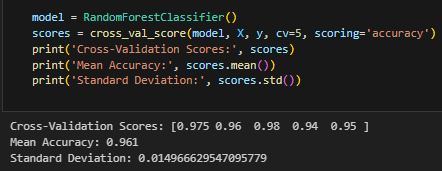 model = RandomForestClassifier()
scores = cross_val_score(model, X, y, cv=5, scoring='accuracy')
print('Cross-Validation Scores:', scores)
print('Mean Accuracy:', scores.mean())
print('Standard Deviation:', scores.std())
Cross-Validation Scores: [0.975 0.96  0.98  0.94  0.95 ]
Mean Accuracy: 0.961
Standard Deviation: 0.014966629547095779